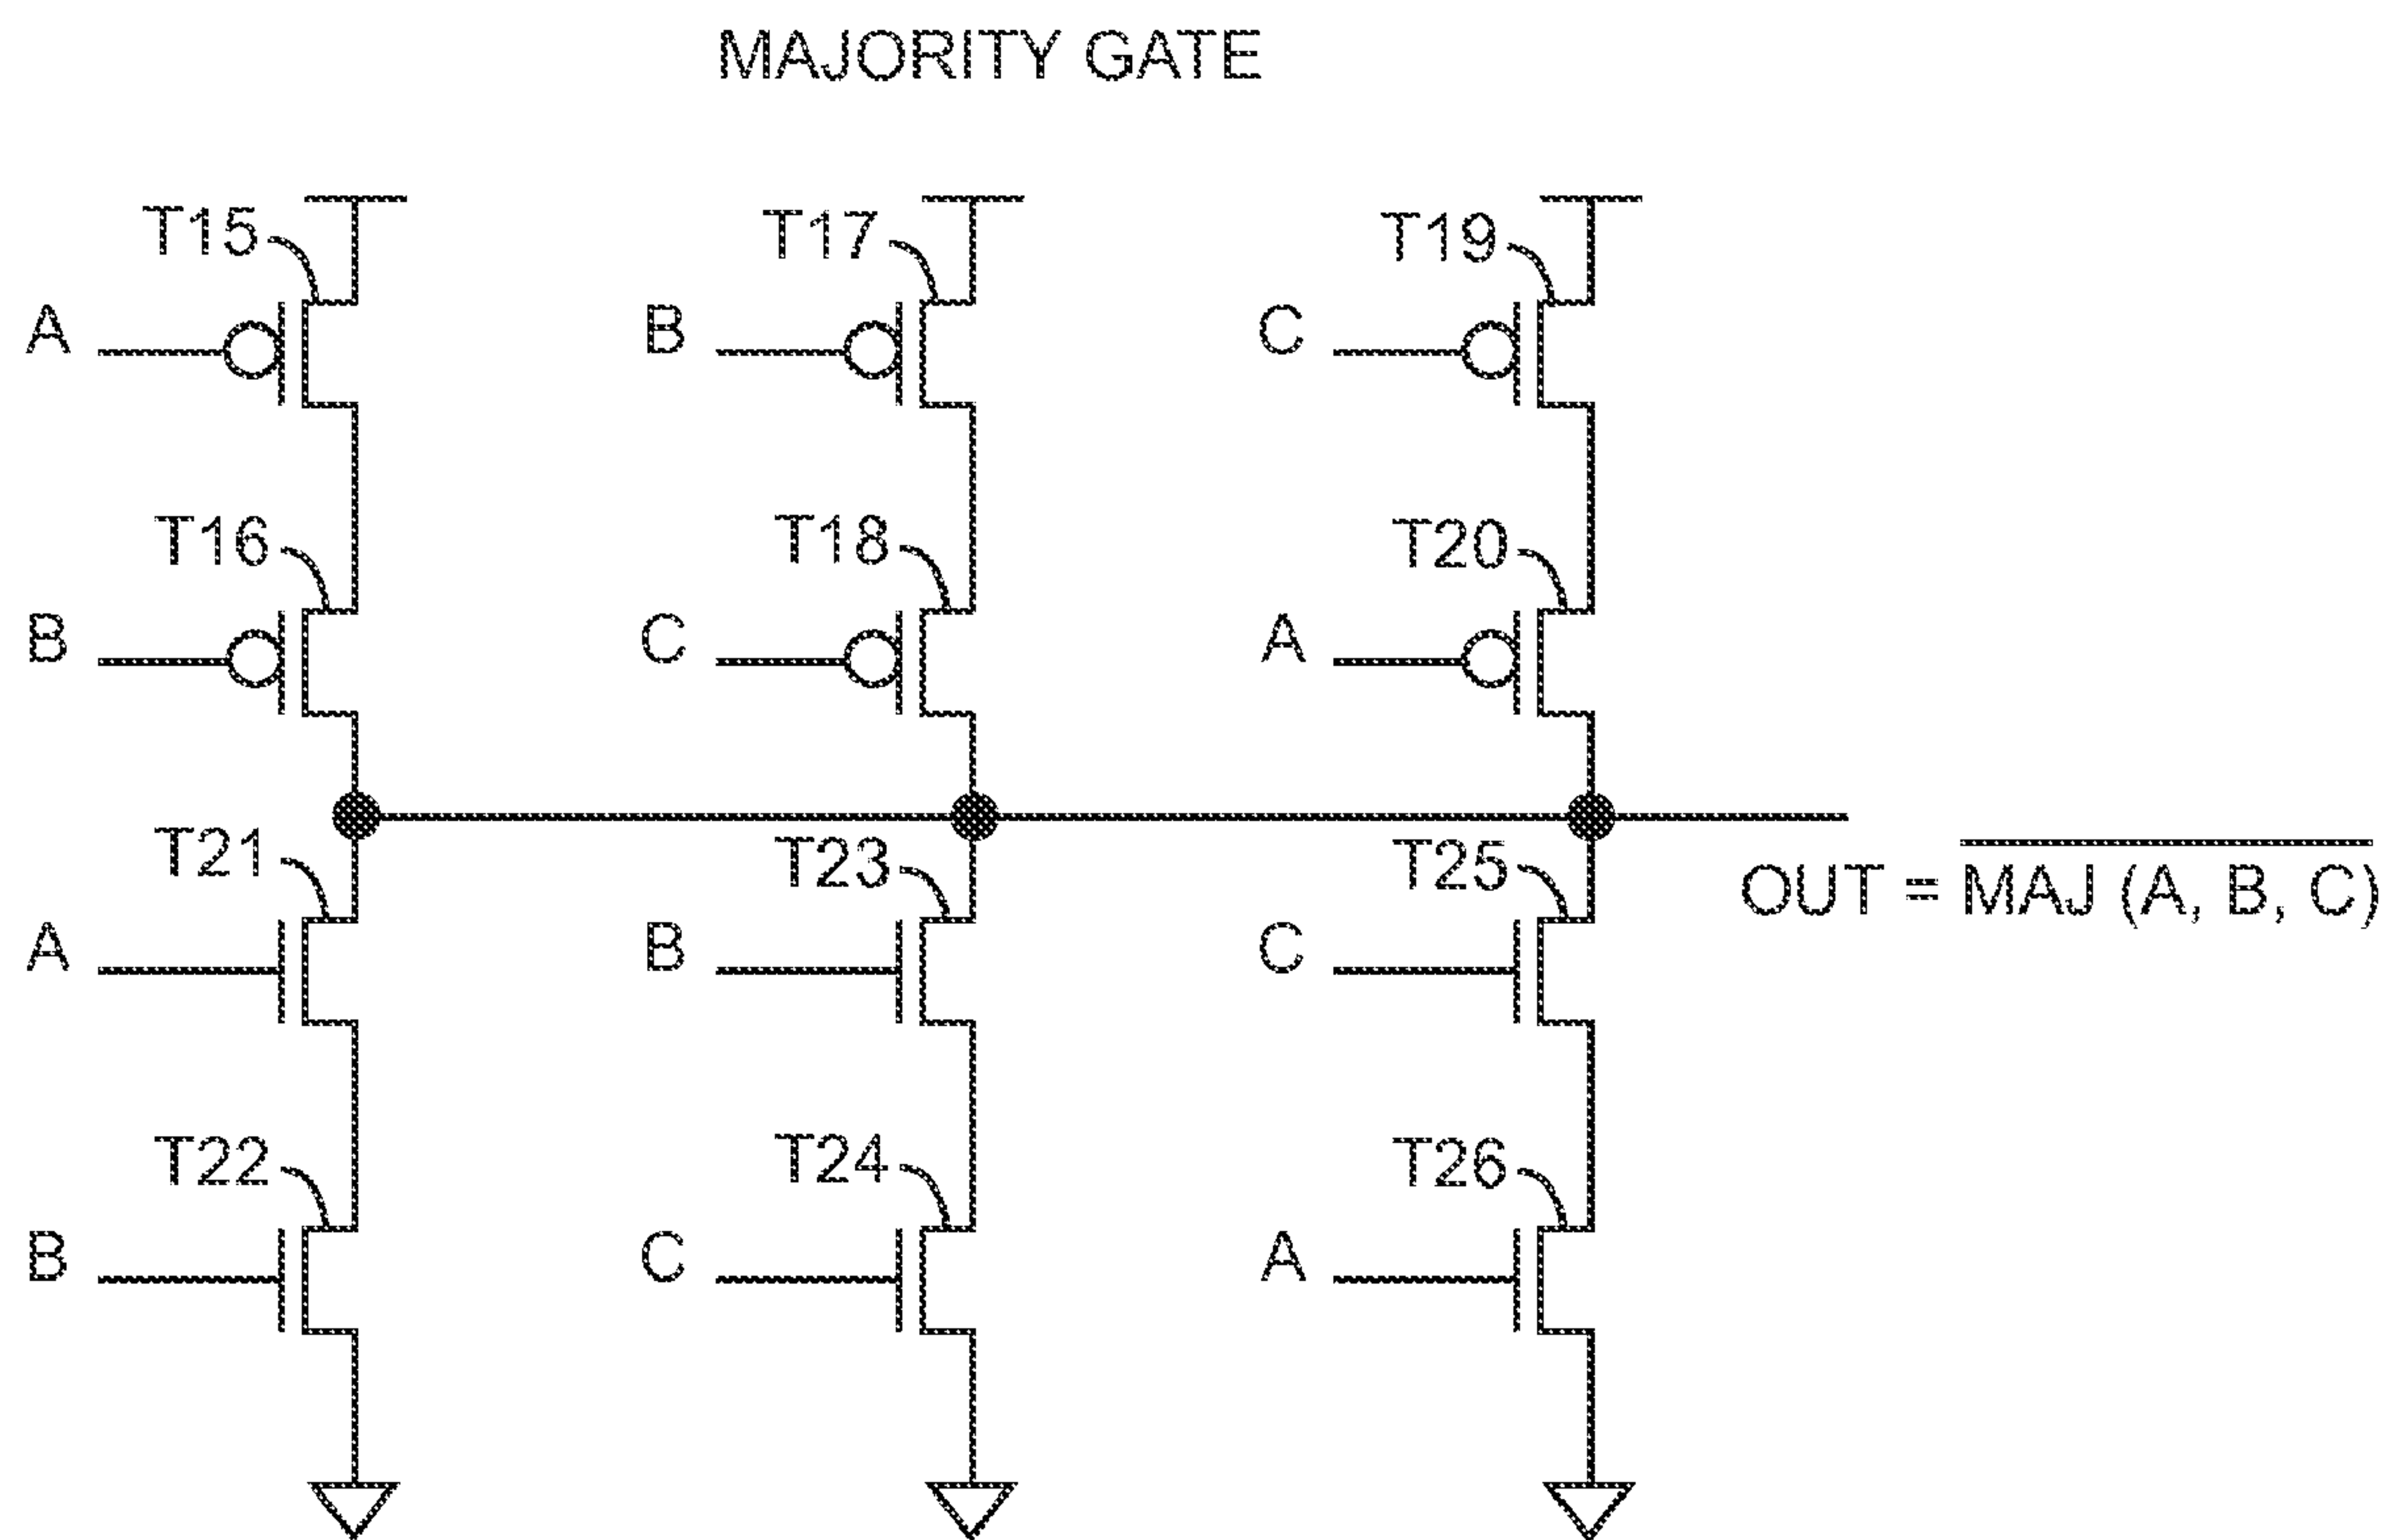 MAJORITY GATE
T15
T17
T19
A
B
C
T16
T18
T20
B
C
A
T21
T23
T25
OUT = MAJ (A, B, C)
A
B
C
T22
T24
T26
B
C
A